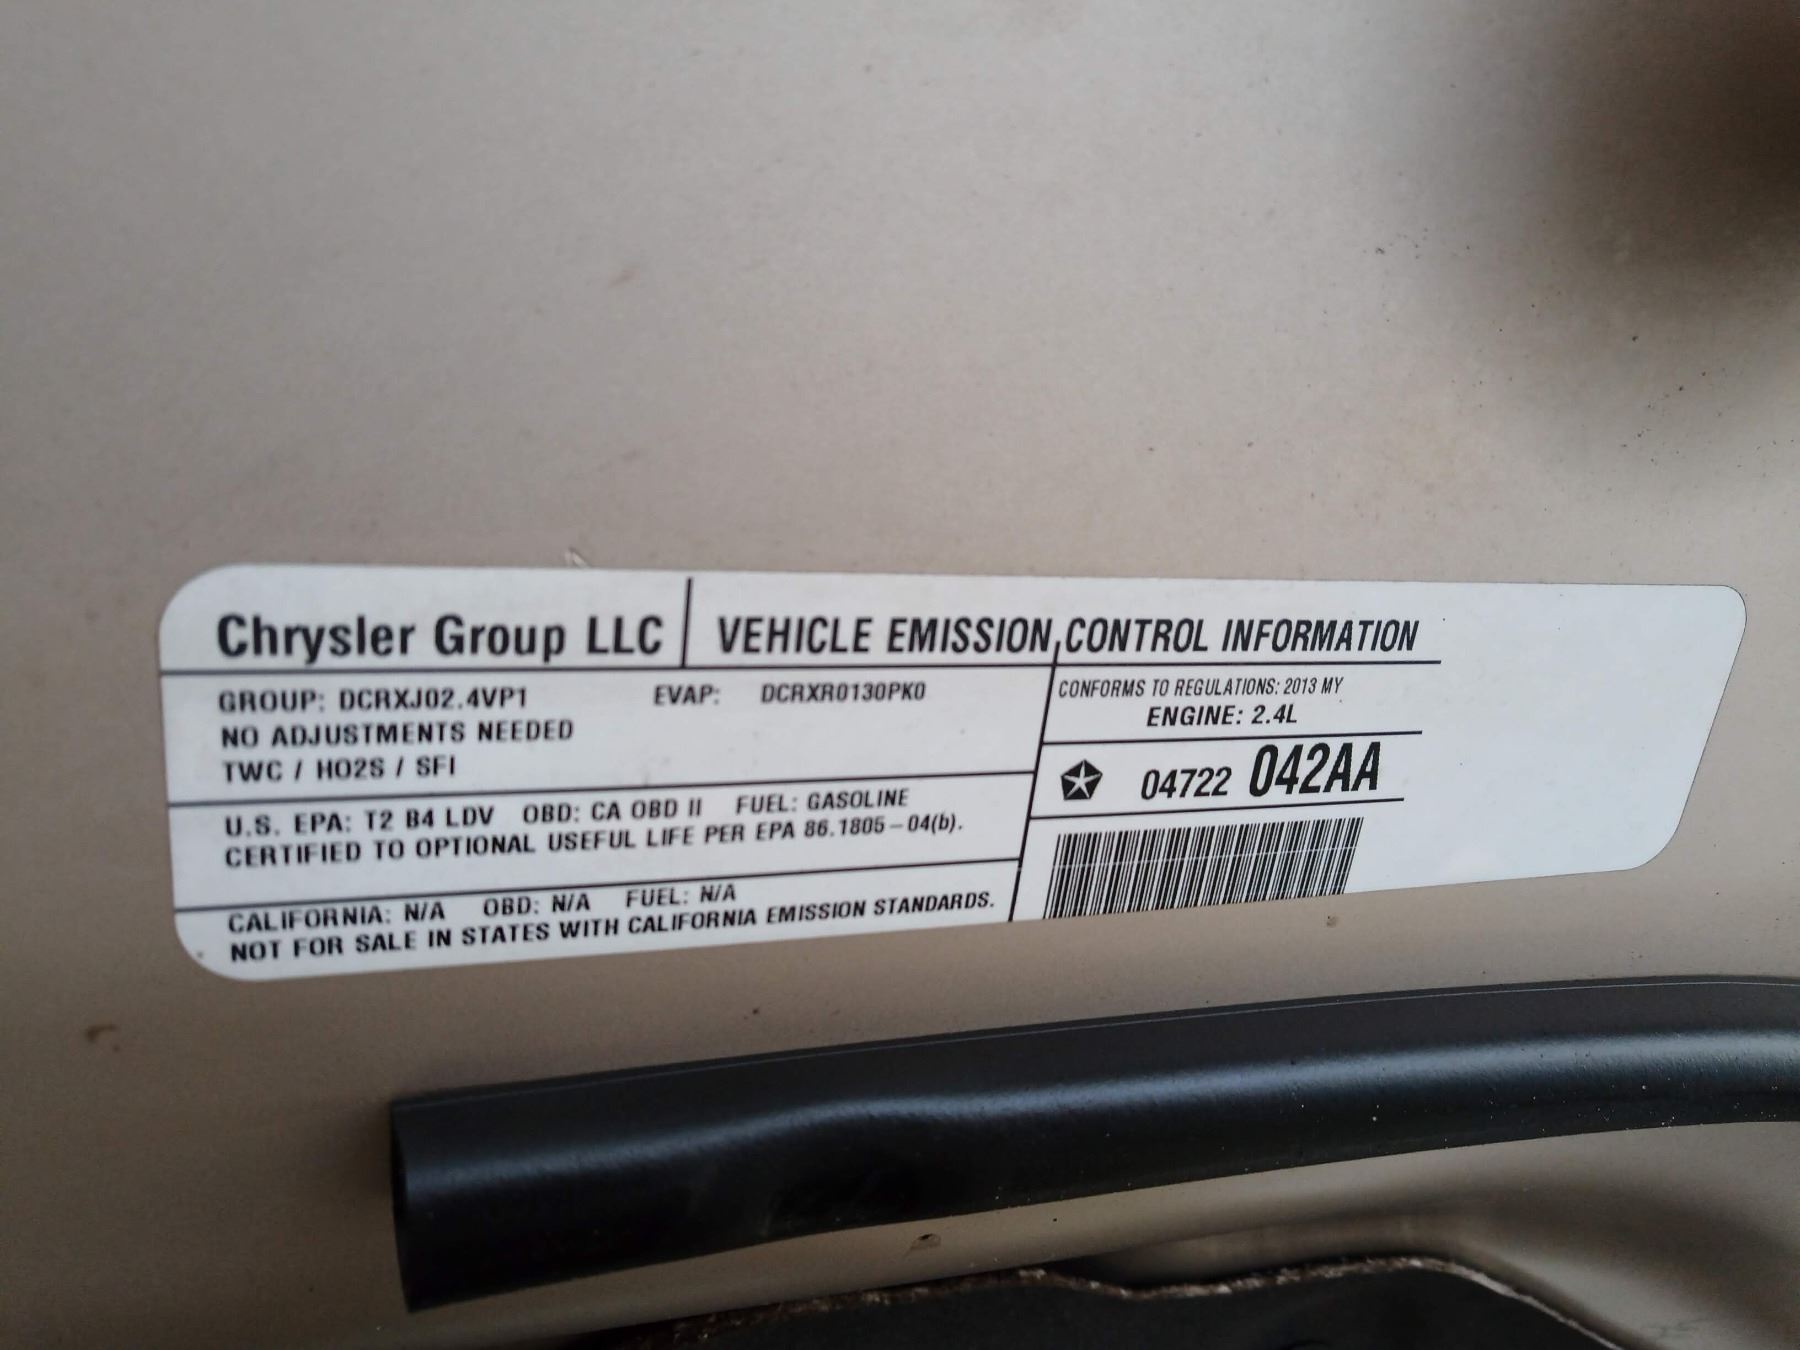 Chrysler Group LLC VEHICLE EMISSION CONTROL INFORMATION
GROUP: DCRXJ02.4VP1 EVAP: DCRXR0130PK0
NO ADJUSTMENTS NEEDED
TWC / HO2S / SFI
CONFORMS TO REGULATIONS: 2013 MY
ENGINE: 2.4L
04722 042AA
U.S. EPA: T2 B4 LDV OBD: CA OBD II FUEL: GASOLINE
CERTIFIED TO OPTIONAL USEFUL LIFE PER EPA 86.1805-04(b).
CALIFORNIA: N/A OBD: N/A FUEL: N/A
NOT FOR SALE IN STATES WITH CALIFORNIA EMISSION STANDARDS.